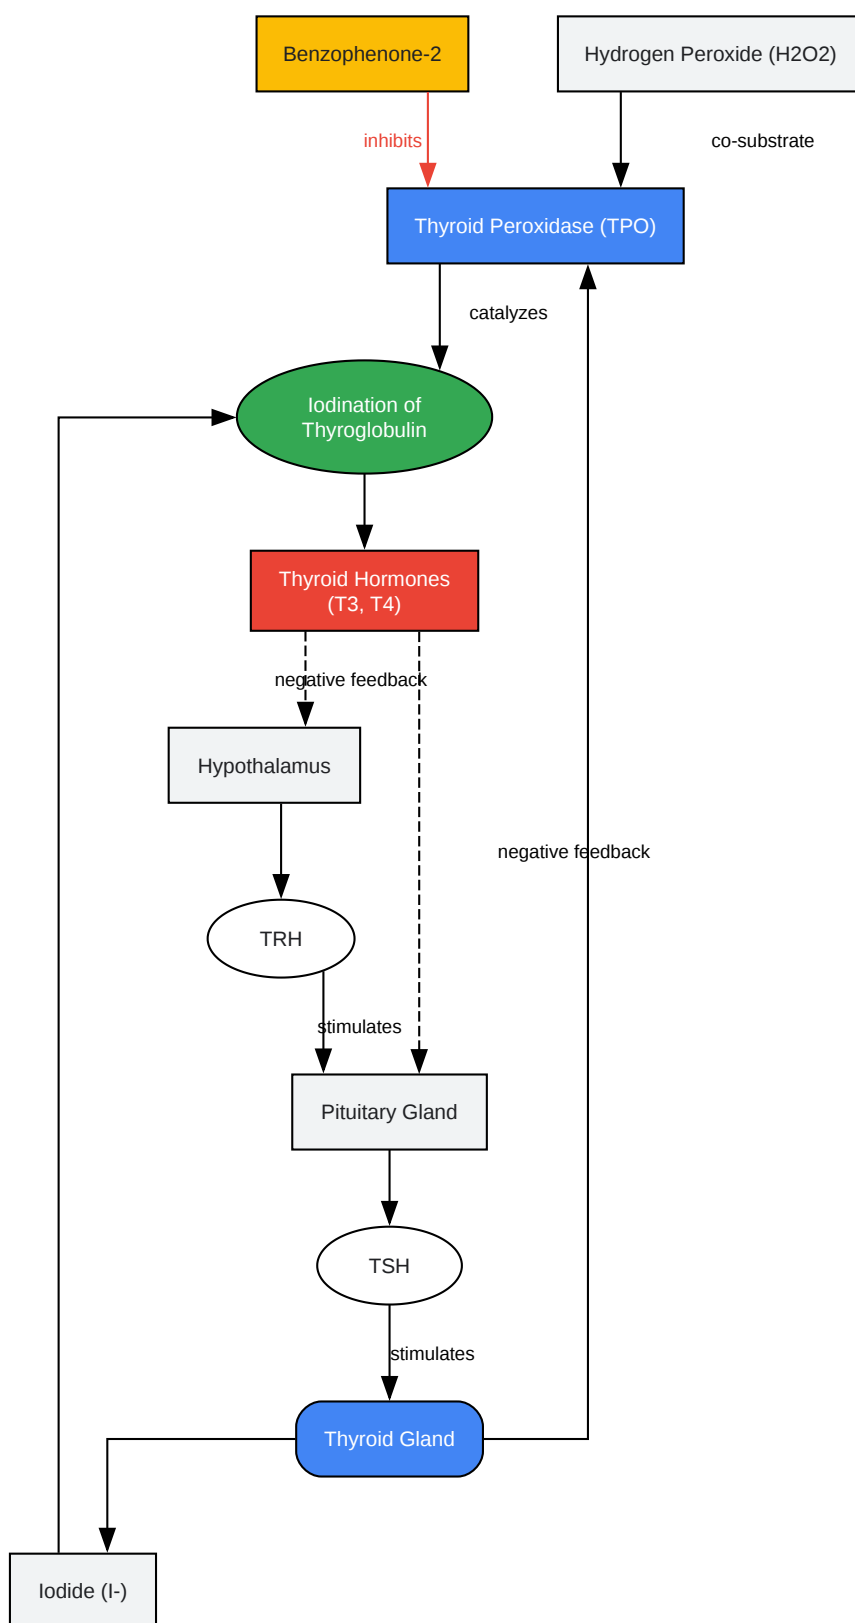 Benzophenone-2
Hydrogen Peroxide (H2O2)
inhibits
co-substrate
Thyroid Peroxidase (TPO)
catalyzes
Iodination of
Thyroglobulin
Thyroid Hormones
(T3, T4)
negative feedback
Hypothalamus
negative feedback
TRH
stimulates
Pituitary Gland
TSH
stimulates
Thyroid Gland
Iodide (I-)